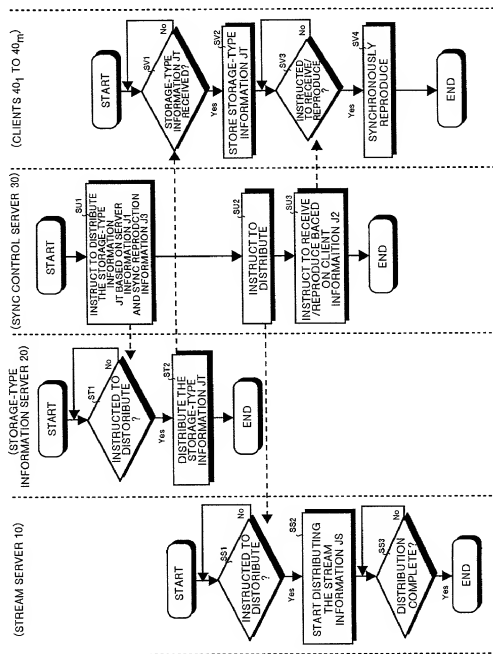 (STREAM SERVER 10)
START
SS1
INSTRUCTED TO
DISTORIBUTE
?
No
Yes
SS2
START DISTRIBUTING
THE STREAM
INFORMATION JS
SS3
DISTRIBUTION
COMPLETE?
No
Yes
END
(STORAGE-TYPE
INFORMATION SERVER 20)
START
ST1
INSTRUCTED TO
DISTORIBUTE
?
No
Yes
ST2
DISTRIBUTE THE
STORAGE-TYPE
INFORMATION JT
END
(SYNC CONTROL SERVER 30)
START
SU1
INSTRUCT TO DISTRIBUTE
THE STORAGE-TYPE
INFORMATION
JT BASED ON SERVER
INFORMATION J1
AND SYNC REPRODUCTION
INFORMATION J3
SU2
INSTRUCT TO
DISTRIBUTE
SU3
INSTRUCT TO RECEIVE
/REPRODUCE BACED
ON CLIENT
INFORMATION J2
END
(CLIENTS 40₁ TO 40m)
START
SV1
STORAGE-TYPE
INFORMATION JT
RECEIVED?
No
Yes
SV2
STORE STORAGE-TYPE
INFORMATION JT
SV3
INSTRUCTED
TO RECEIVE/
REPRODUCE
?
No
Yes
SV4
SYNCHRONOUSLY
REPRODUCE
END